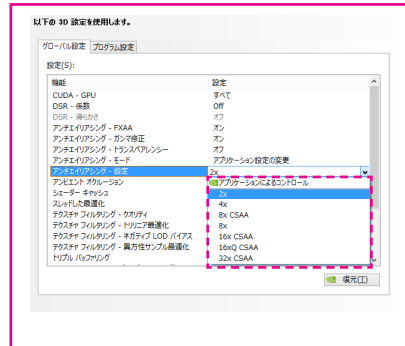 以下の 3D 設定を使用します。
グローバル設定 プログラム設定
設定(S):
機能 設定
CUDA - GPU すべて
DSR - 係数 Off
DSR - 滑らかさ オフ
アンチエイリアシング - FXAA オン
アンチエイリアシング - ガンマ修正 オン
アンチエイリアシング - トランスペアレンシー オフ
アンチエイリアシング - モード アプリケーション設定の変更
アンチエイリアシング - 設定 2x
アンビエント オクルージョン アプリケーションによるコントロール
シェーダー キャッシュ 2x
スレッドした最適化 4x
テクスチャ フィルタリング - クオリティ 8x CSAA
テクスチャ フィルタリング - トリリニア最適化 8x
テクスチャ フィルタリング - ネガティブ LOD バイアス 16x CSAA
テクスチャ フィルタリング -異方性サンプル最適化 16xQ CSAA
トリプル バッファリング 32x CSAA
復元(T)